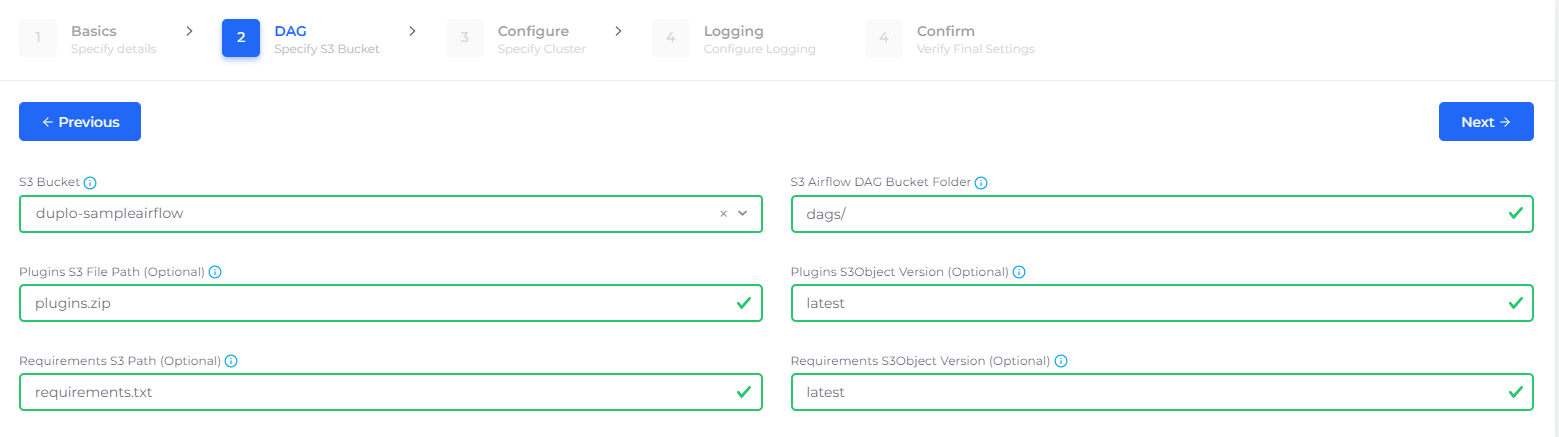 1 Basics Specify details
2 DAG Specify S3 Bucket
3 Configure Specify Cluster
4 Logging Configure Logging
4 Confirm Verify Final Settings
Previous
Next
S3 Bucket
duplo-sampleairflow
S3 Airflow DAG Bucket Folder
dags/
Plugins S3 File Path (Optional)
plugins.zip
Plugins S3Object Version (Optional)
latest
Requirements S3 Path (Optional)
requirements.txt
Requirements S3Object Version (Optional)
latest